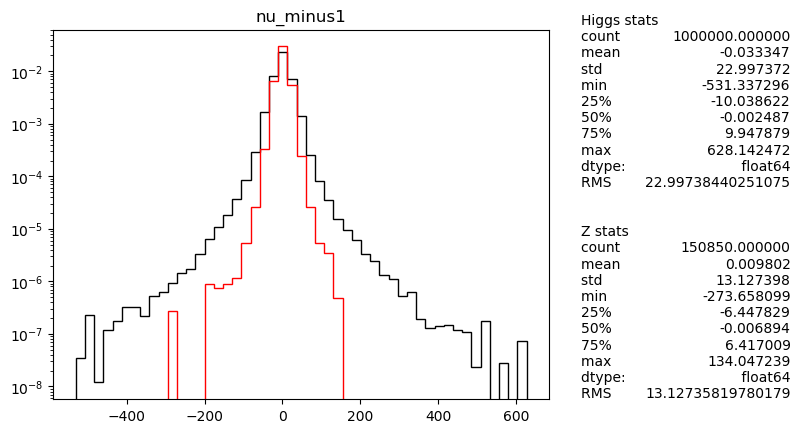 nu_minus1
10⁻²
10⁻³
10⁻⁴
10⁻⁵
10⁻⁶
10⁻⁷
10⁻⁸
−400 −200 0 200 400 600
Higgs stats
count 1000000.000000
mean -0.033347
std 22.997372
min -531.337296
25% -10.038622
50% -0.002487
75% 9.947879
max 628.142472
dtype: float64
RMS 22.99738440251075
Z stats
count 150850.000000
mean 0.009802
std 13.127398
min -273.658099
25% -6.447829
50% -0.006894
75% 6.417009
max 134.047239
dtype: float64
RMS 13.12735819780179